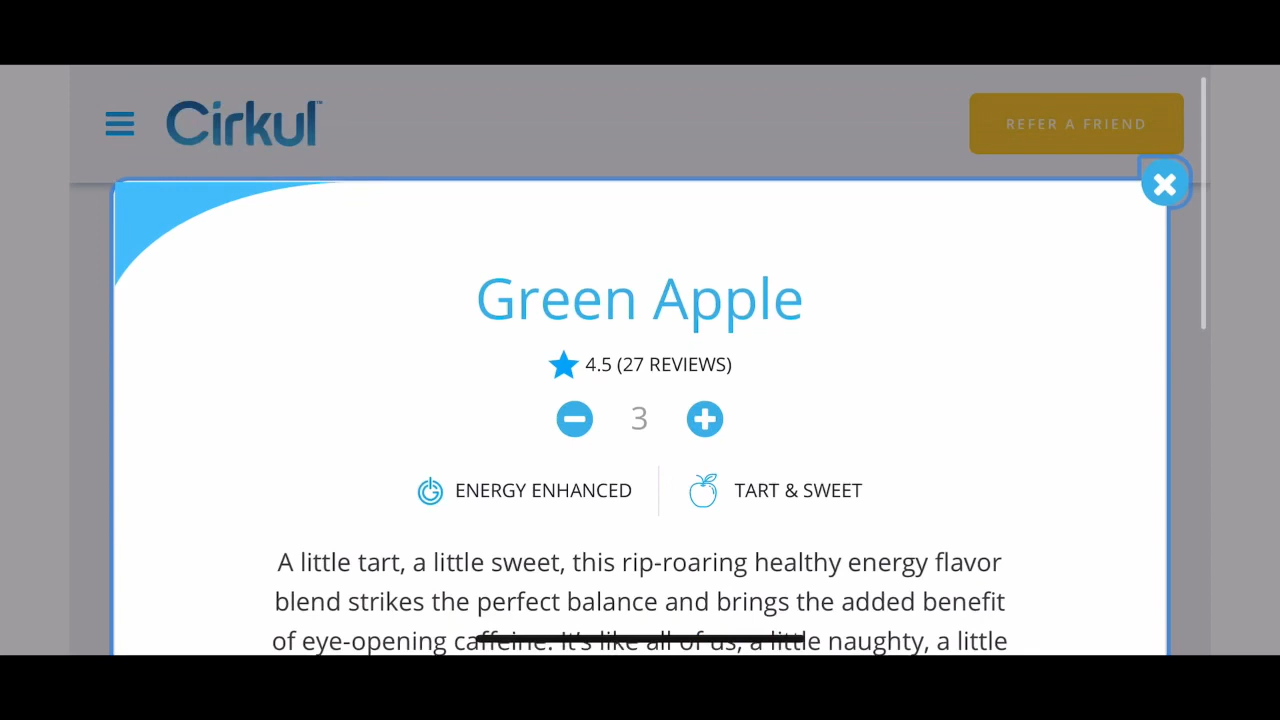 Cirkul™
REFER A FRIEND
Green Apple
4.5 (27 REVIEWS)
3
ENERGY ENHANCED
TART & SWEET
A little tart, a little sweet, this rip-roaring healthy energy flavor
blend strikes the perfect balance and brings the added benefit
of eye-opening caffeine. It’s like all of us, a little naughty, a little